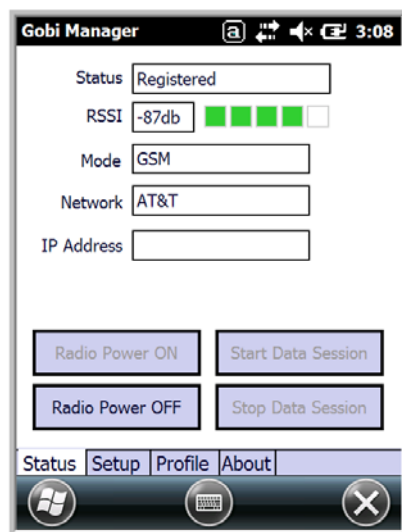 Gobi Manager a 3:08
Status Registered
RSSI -87db
Mode GSM
Network AT&T
IP Address
Radio Power ON Start Data Session
Radio Power OFF Stop Data Session
Status Setup Profile About